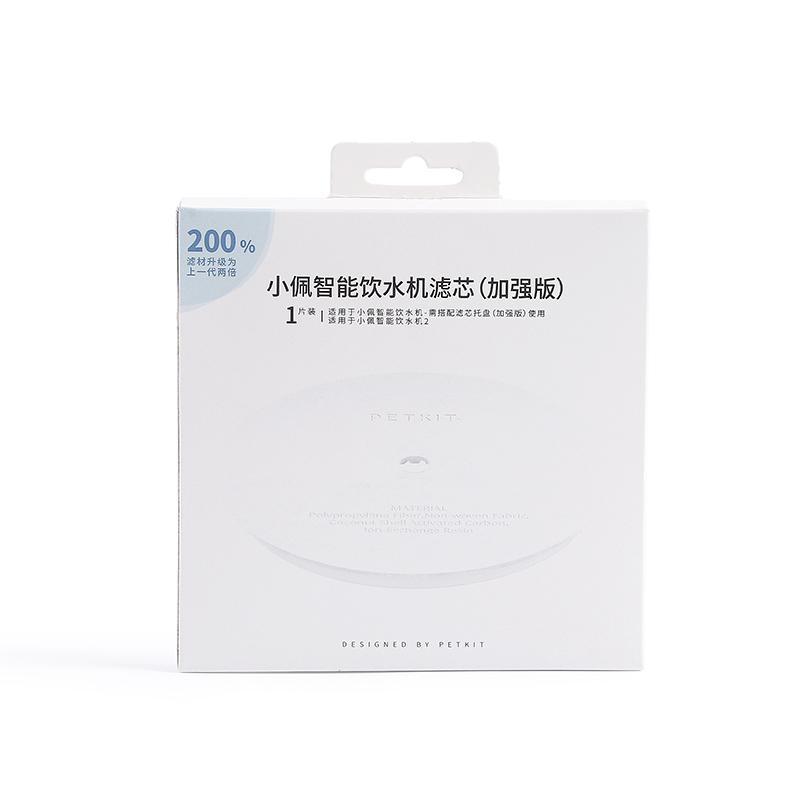 200%
滤材升级为
上一代两倍
小佩智能饮水机滤芯(加强版)
1片装 | 适用于小佩智能饮水机-需搭配滤芯托盘(加强版)使用
适用于小佩智能饮水机2
PETKIT
MATERIAL
Polypropylene Fiber,Non-woven Fabric,
Coconut Shell Activated Carbon,
Ion-Exchange Resin
DESIGNED BY PETKIT